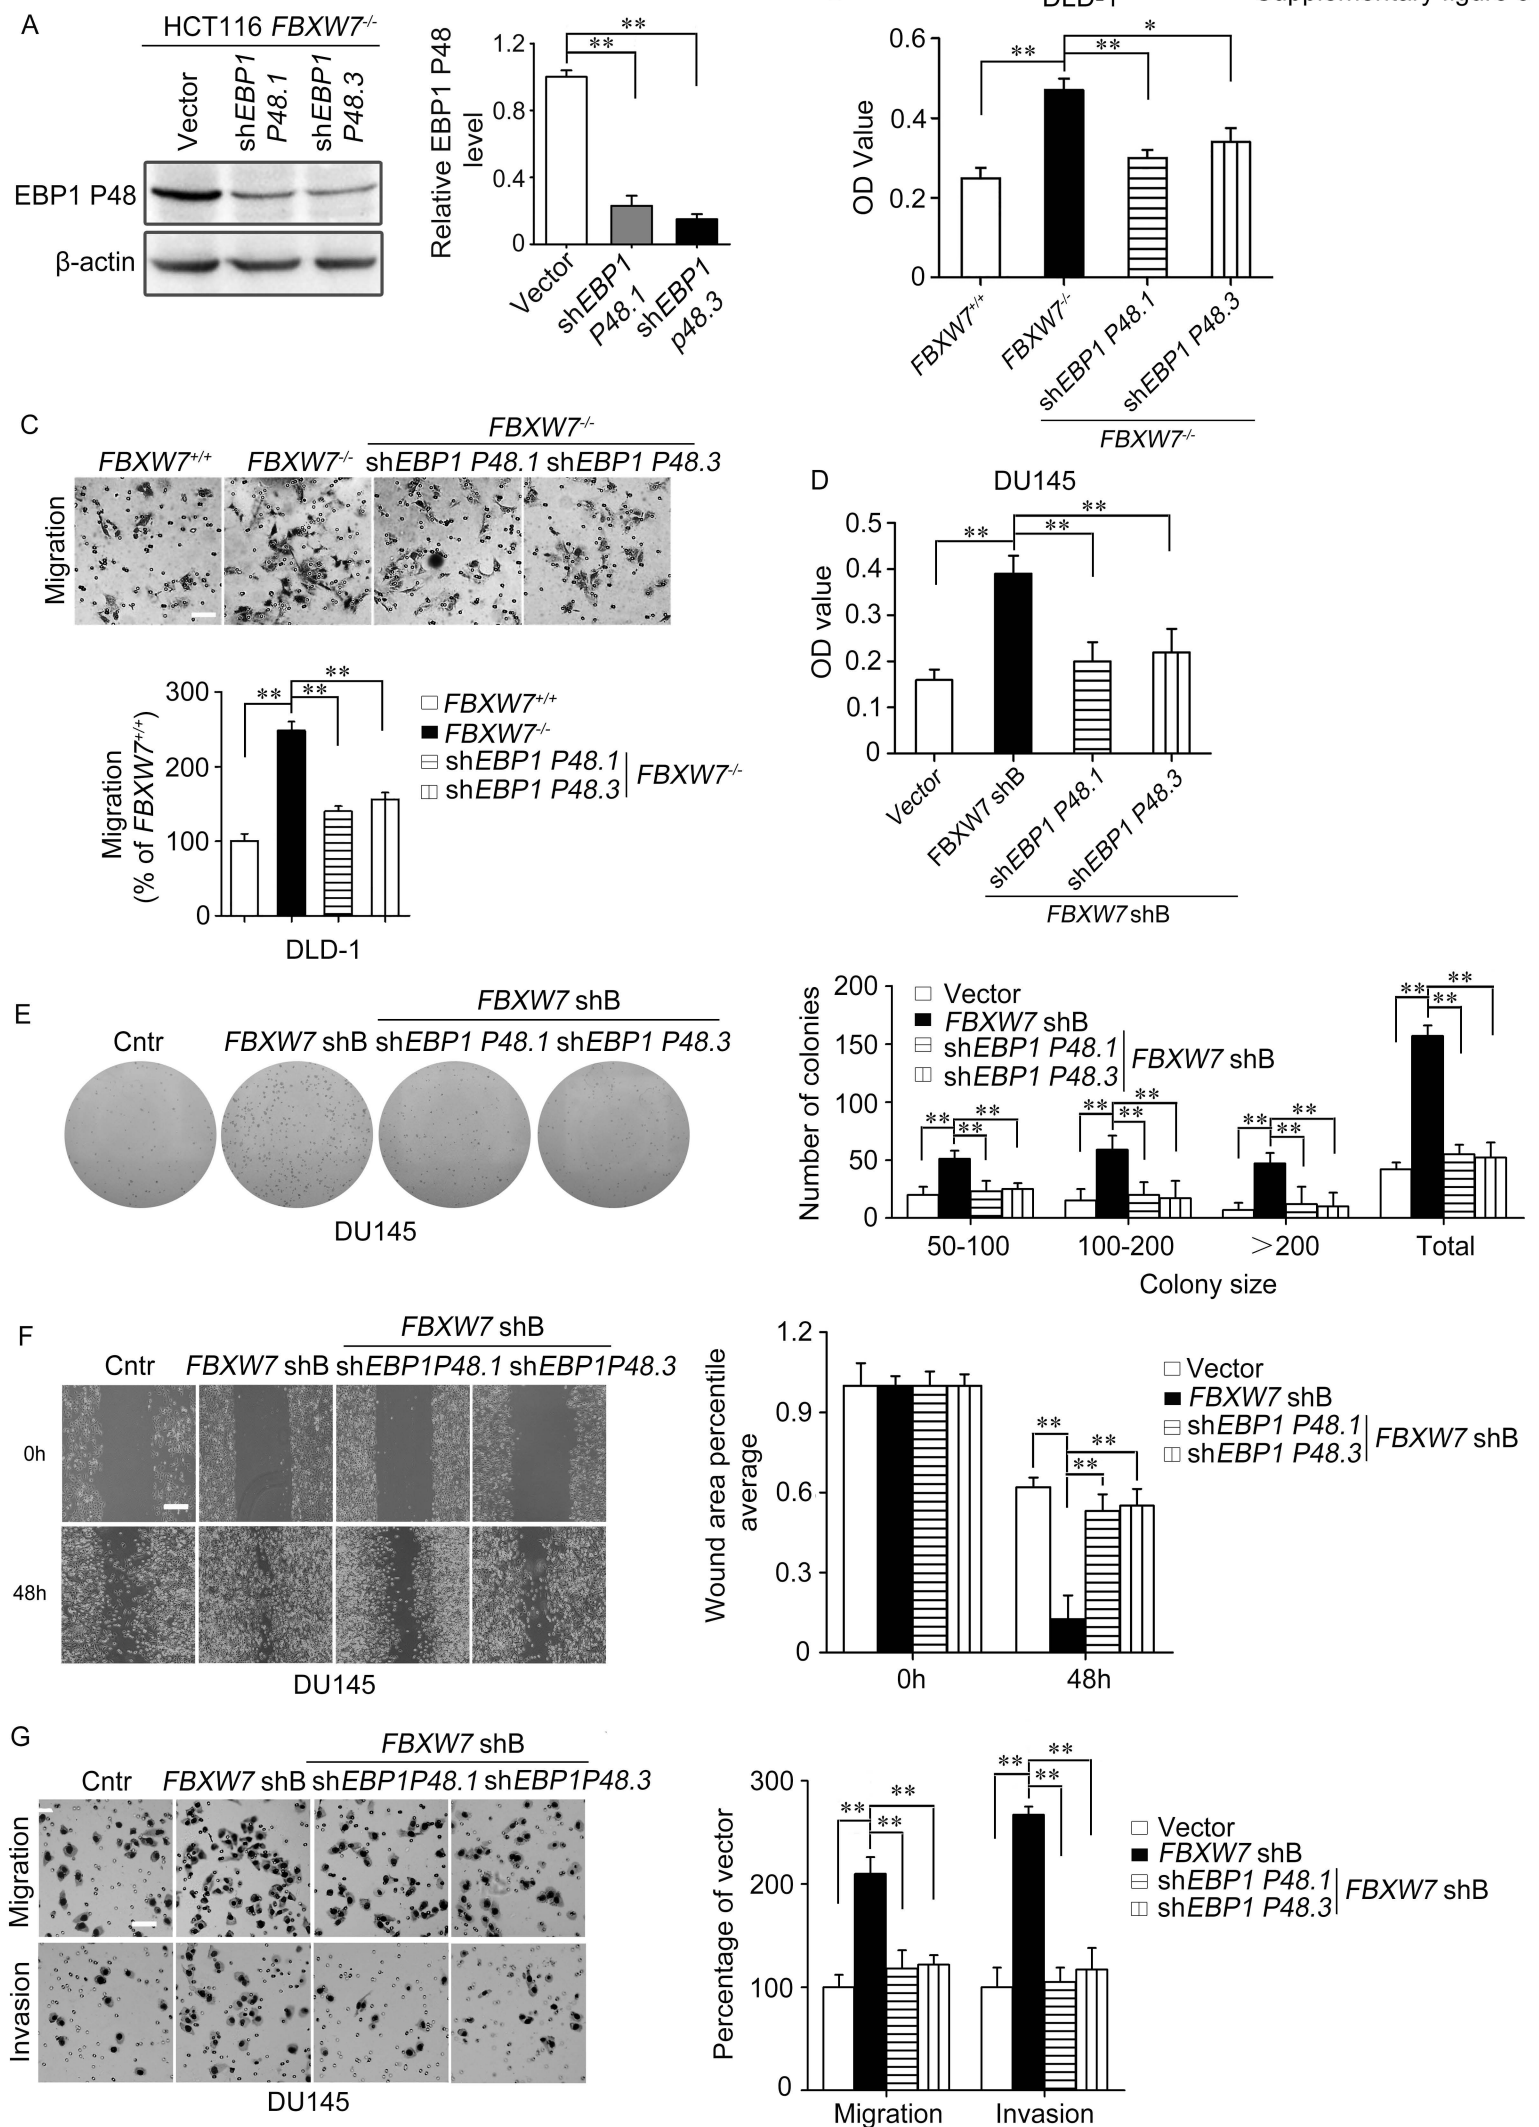 A
HCT116 FBXW7-/-
Vector
shEBP1
P48.1
shEBP1
P48.3
EBP1 P48
β-actin
Relative EBP1 P48
level
1.2
0.8
0.4
0
**
**
Vector
shEBP1
P48.1
shEBP1
p48.3
DLD-1
OD Value
0.6
0.4
0.2
0
**
**
*
FBXW7+/+
FBXW7-/-
shEBP1 P48.1
shEBP1 P48.3
FBXW7-/-
C
FBXW7-/-
FBXW7+/+ FBXW7-/- shEBP1 P48.1 shEBP1 P48.3
Migration
Migration
(% of FBXW7+/+)
300
200
100
0
**
**
**
FBXW7+/+
FBXW7-/-
shEBP1 P48.1
shEBP1 P48.3
FBXW7-/-
DLD-1
D
DU145
OD value
0.5
0.4
0.3
0.2
0.1
0
**
**
**
Vector
FBXW7 shB
shEBP1 P48.1
shEBP1 P48.3
FBXW7 shB
E
FBXW7 shB
Cntr FBXW7 shB shEBP1 P48.1 shEBP1 P48.3
DU145
Number of colonies
200
150
100
50
0
Vector
FBXW7 shB
shEBP1 P48.1
shEBP1 P48.3
FBXW7 shB
** ** **
** ** **
** ** **
** ** **
50-100 100-200 >200 Total
Colony size
F
FBXW7 shB
Cntr FBXW7 shB shEBP1P48.1 shEBP1P48.3
0h
48h
DU145
Wound area percentile
average
1.2
0.9
0.6
0.3
0
**
**
**
Vector
FBXW7 shB
shEBP1 P48.1
shEBP1 P48.3
FBXW7 shB
0h 48h
G
FBXW7 shB
Cntr FBXW7 shB shEBP1P48.1 shEBP1P48.3
Migration
Invasion
DU145
Percentage of vector
300
200
100
0
** ** **
** ** **
Vector
FBXW7 shB
shEBP1 P48.1
shEBP1 P48.3
FBXW7 shB
Migration Invasion